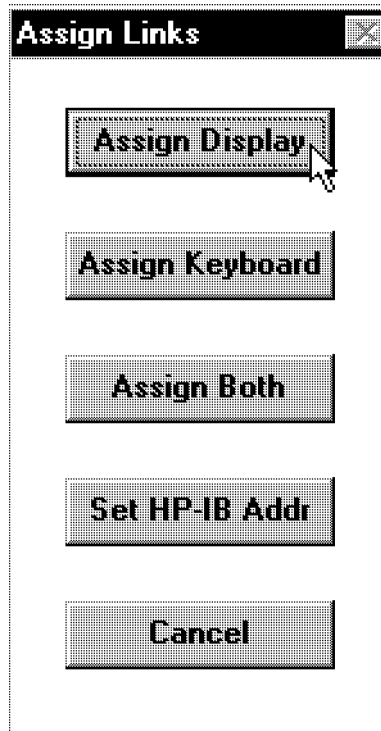 Assign Links
Assign Display
Assign Keyboard
Assign Both
Set HP-IB Addr
Cancel